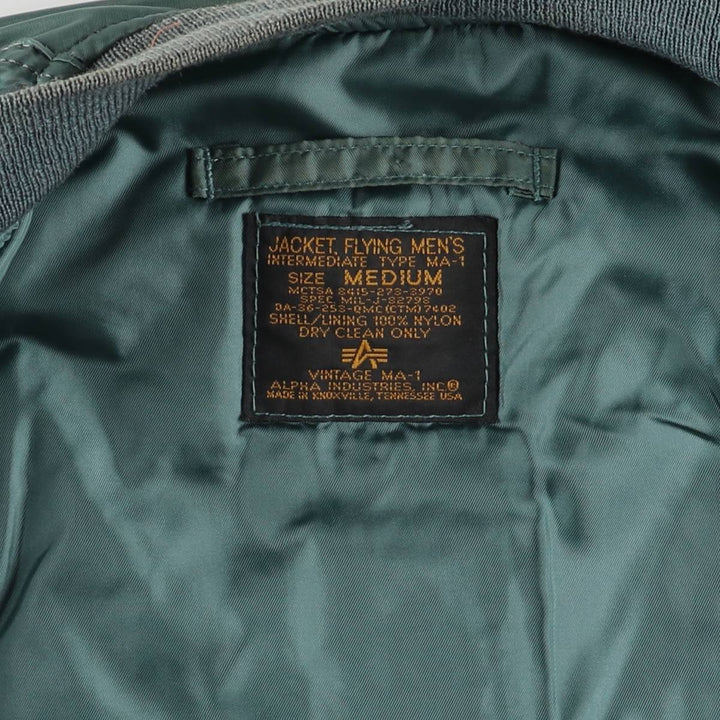 JACKET, FLYING MEN'S
INTERMEDIATE TYPE MA-1
SIZE MEDIUM
MCTSA 8415-273-3970
SPEC MIL-J-8279B
DA-36-253-QMC(CTM)7402
SHELL/LINING 100% NYLON
DRY CLEAN ONLY
VINTAGE MA-1
ALPHA INDUSTRIES, INC®
MADE IN KNOXVILLE, TENNESSEE USA